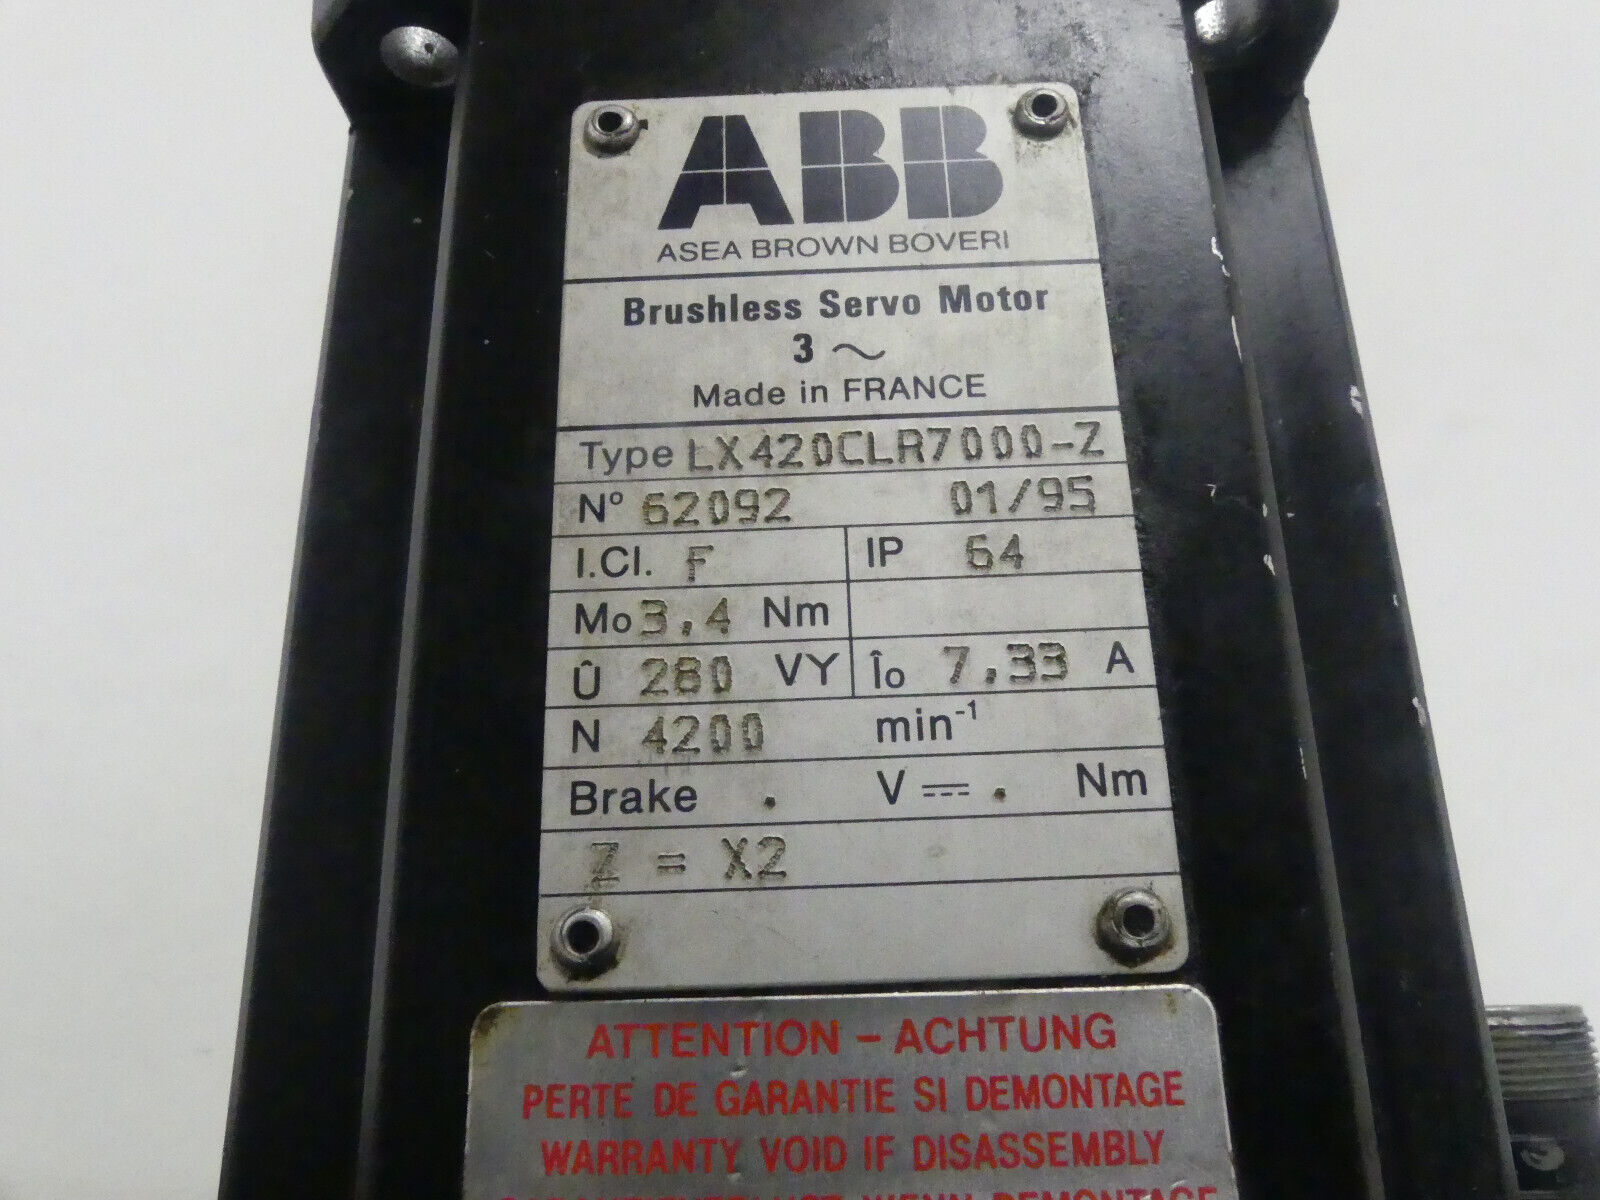 ABB
ASEA BROWN BOVERI
Brushless Servo Motor
3 ~
Made in FRANCE
Type LX420CLR7000-Z
N° 62092 01/95
I.Cl. F IP 64
Mo 3,4 Nm
Û 280 VY Îo 7,33 A
N 4200 min⁻¹
Brake . V ⎓ . Nm
Z = X2
ATTENTION - ACHTUNG
PERTE DE GARANTIE SI DEMONTAGE
WARRANTY VOID IF DISASSEMBLY
WENN DEMONTAGE